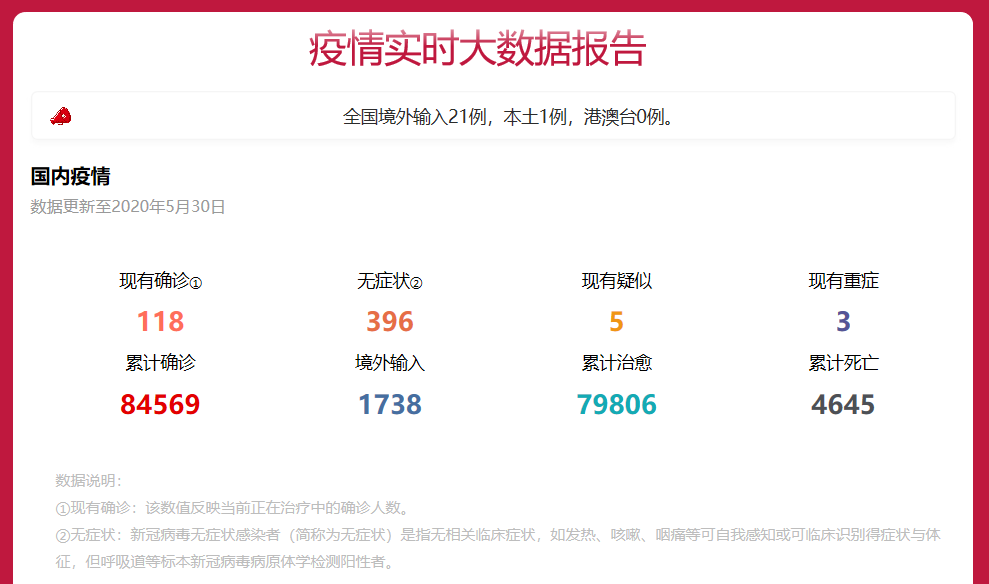 疫情实时大数据报告
全国境外输入21例，本土1例，港澳台0例。
国内疫情
数据更新至2020年5月30日
现有确诊① 无症状② 现有疑似 现有重症
118 396 5 3
累计确诊 境外输入 累计治愈 累计死亡
84569 1738 79806 4645
数据说明：
①现有确诊：该数值反映当前正在治疗中的确诊人数。
②无症状：新冠病毒无症状感染者（简称为无症状）是指无相关临床症状，如发热、咳嗽、咽痛等可自我感知或可临床识别得症状与体
征，但呼吸道等标本新冠病毒病原体学检测阳性者。